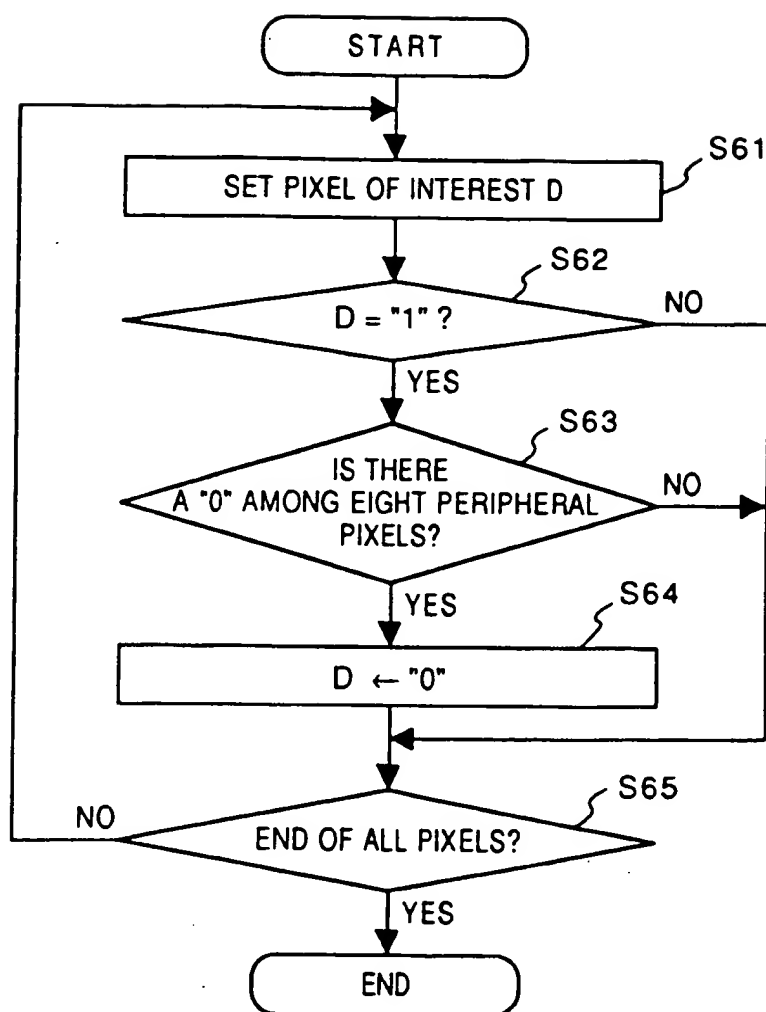 START
S61
SET PIXEL OF INTEREST D
S62
D = "1" ?
NO
YES
S63
IS THERE
A "0" AMONG EIGHT PERIPHERAL
PIXELS?
NO
YES
S64
D ← "0"
S65
NO
END OF ALL PIXELS?
YES
END